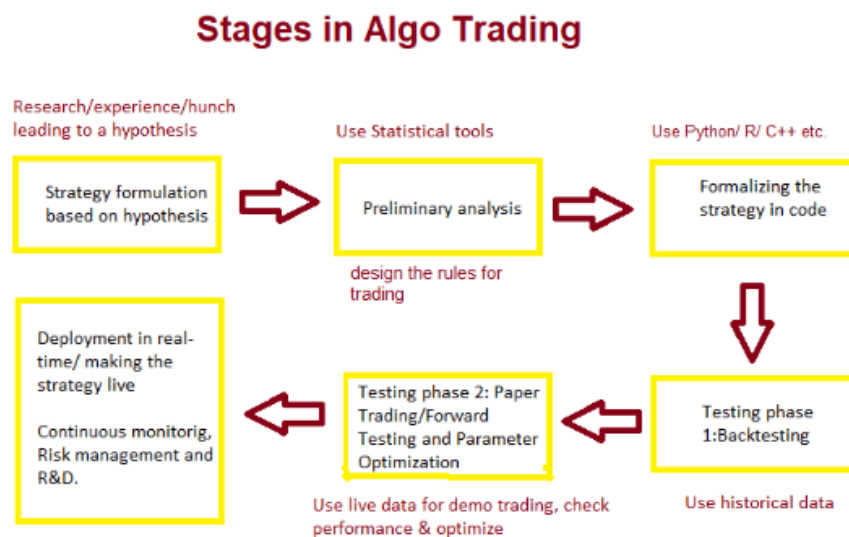 Stages in Algo Trading
Research/experience/hunch
leading to a hypothesis
Strategy formulation
based on hypothesis
Use Statistical tools
Preliminary analysis
design the rules for
trading
Use Python/ R/ C++ etc.
Formalizing the
strategy in code
Testing phase
1:Backtesting
Use historical data
Testing phase 2: Paper
Trading/Forward
Testing and Parameter
Optimization
Use live data for demo trading, check
performance & optimize
Deployment in real-
time/ making the
strategy live
Continuous monitorig,
Risk management and
R&D.